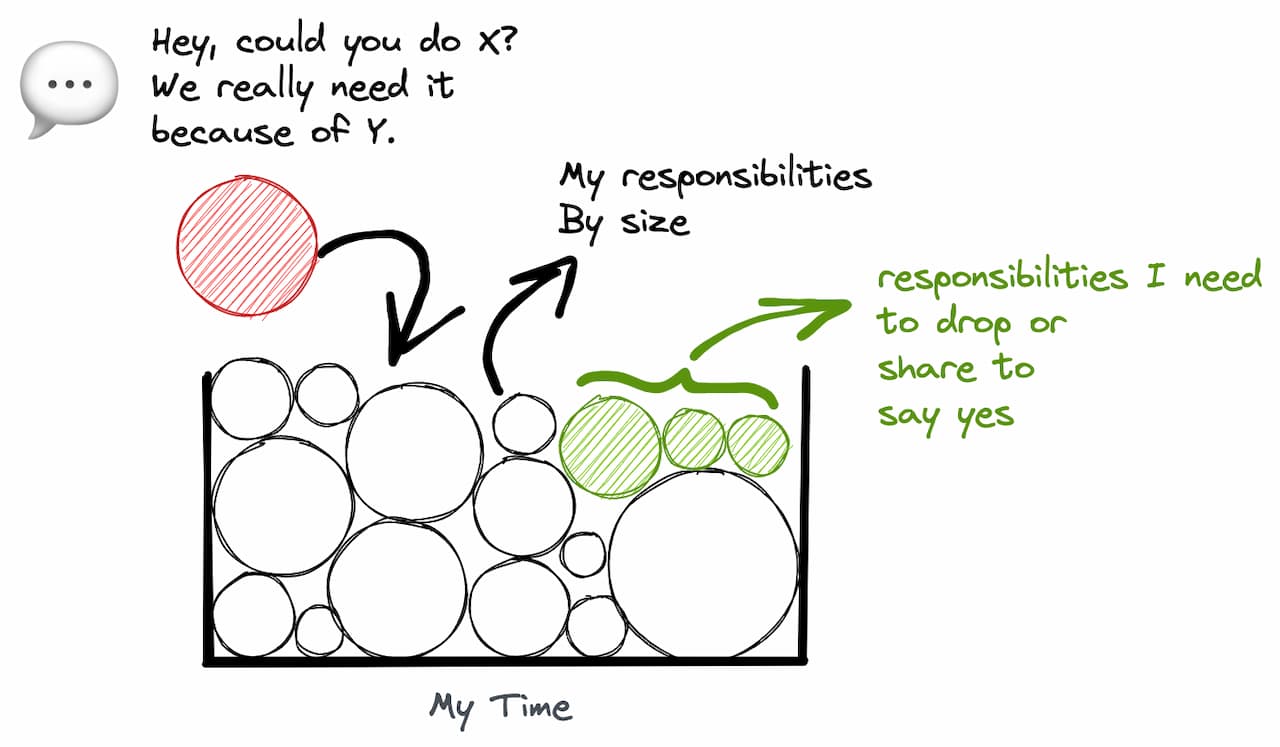 Hey, could you do X?
We really need it
because of Y.
My responsibilities
By size
responsibilities I need
to drop or
share to
say yes
My Time